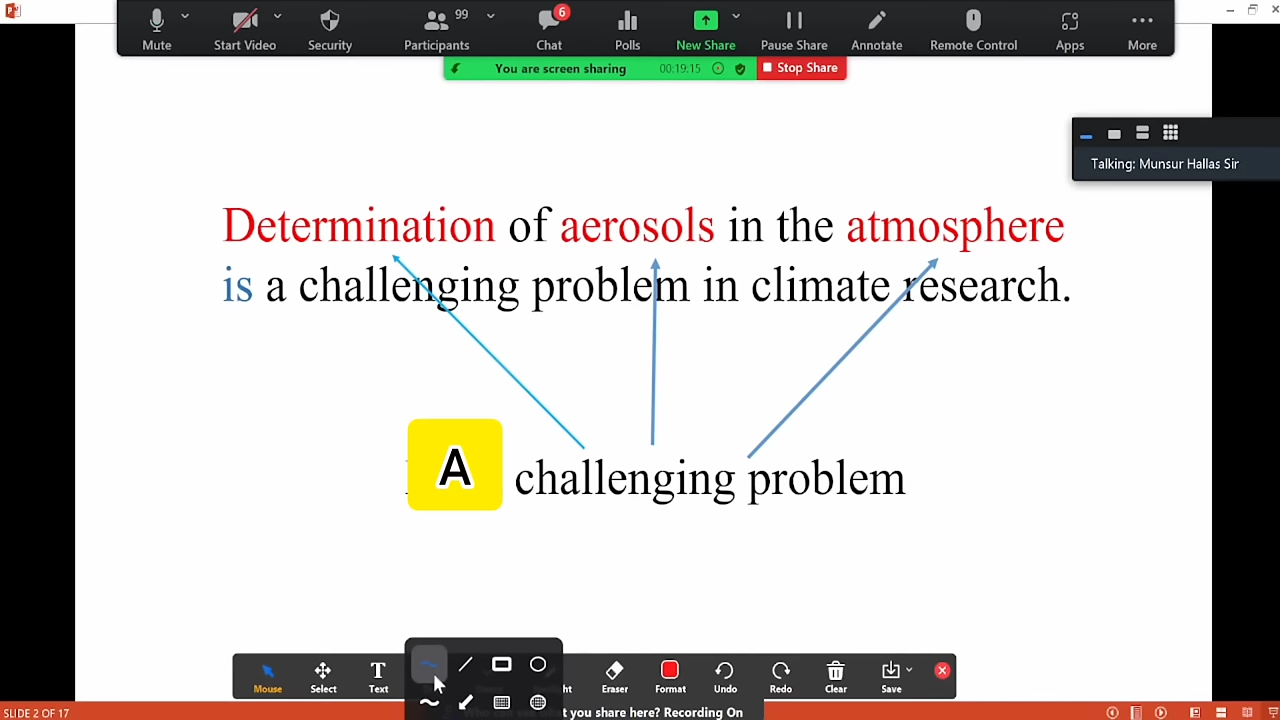 99
6
Mute
Start Video
Security
Participants
Chat
Polls
New Share
Pause Share
Annotate
Remote Control
Apps
More
You are screen sharing
00:19:15
Stop Share
Talking: Munsur Hallas Sir
Determination of aerosols in the atmosphere
is a challenging problem in climate research.
A challenging problem
Mouse
Select
T
Text
Eraser
Format
Undo
Redo
Clear
Save
you share here? Recording On
SLIDE 2 OF 17